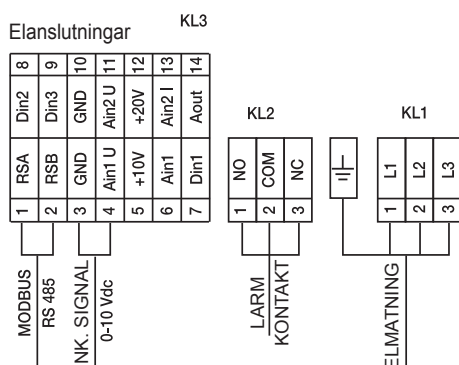 Elanslutningar
KL3
8 9 10 11 12 13 14
Din2 Din3 GND Ain2 U +20V Ain2 I Aout
RSA RSB GND Ain1 U +10V Ain1 Din1
1 2 3 4 5 6 7
MODBUS
RS 485
NK. SIGNAL
0-10 Vdc
KL2
NO COM NC
1 2 3
LARM
KONTAKT
KL1
L1 L2 L3
1 2 3
ELMATNING